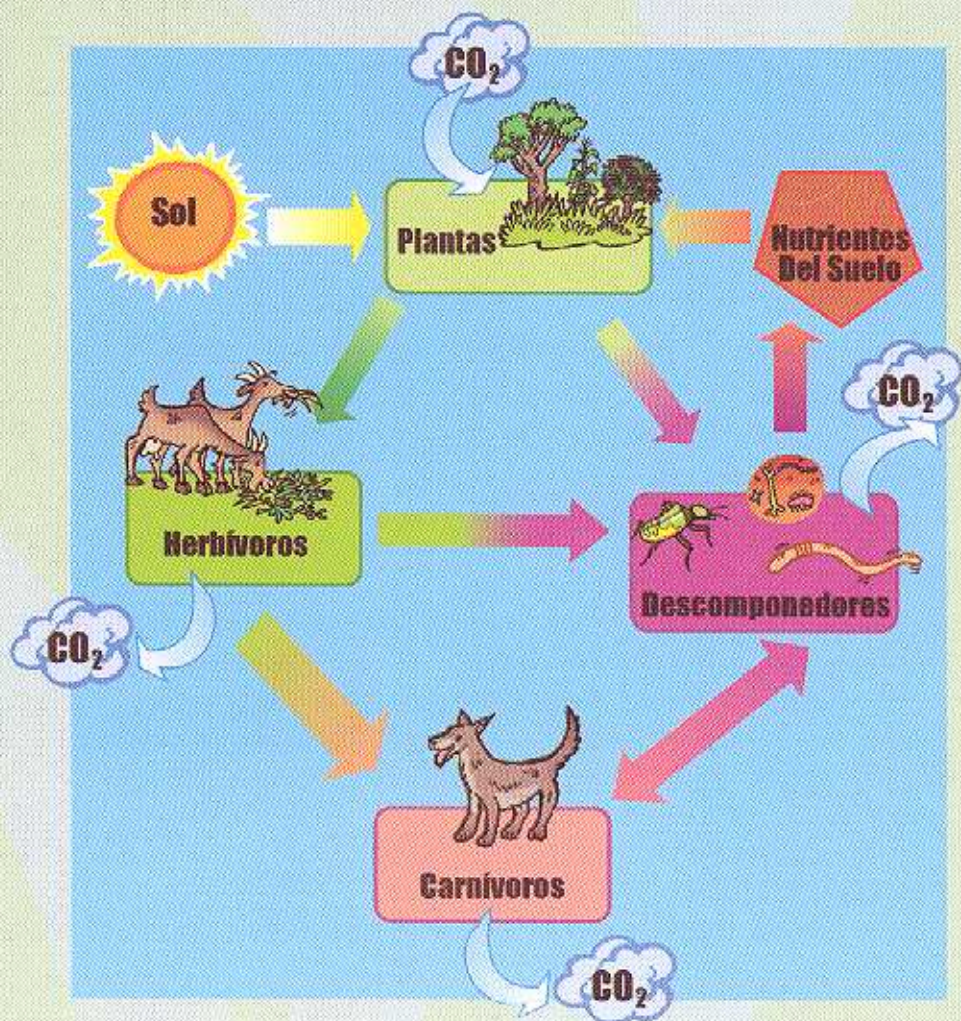 CO₂
Sol
Plantas
Nutrientes
Del Suelo
CO₂
Herbívoros
Descomponedores
CO₂
Carnívoros
CO₂